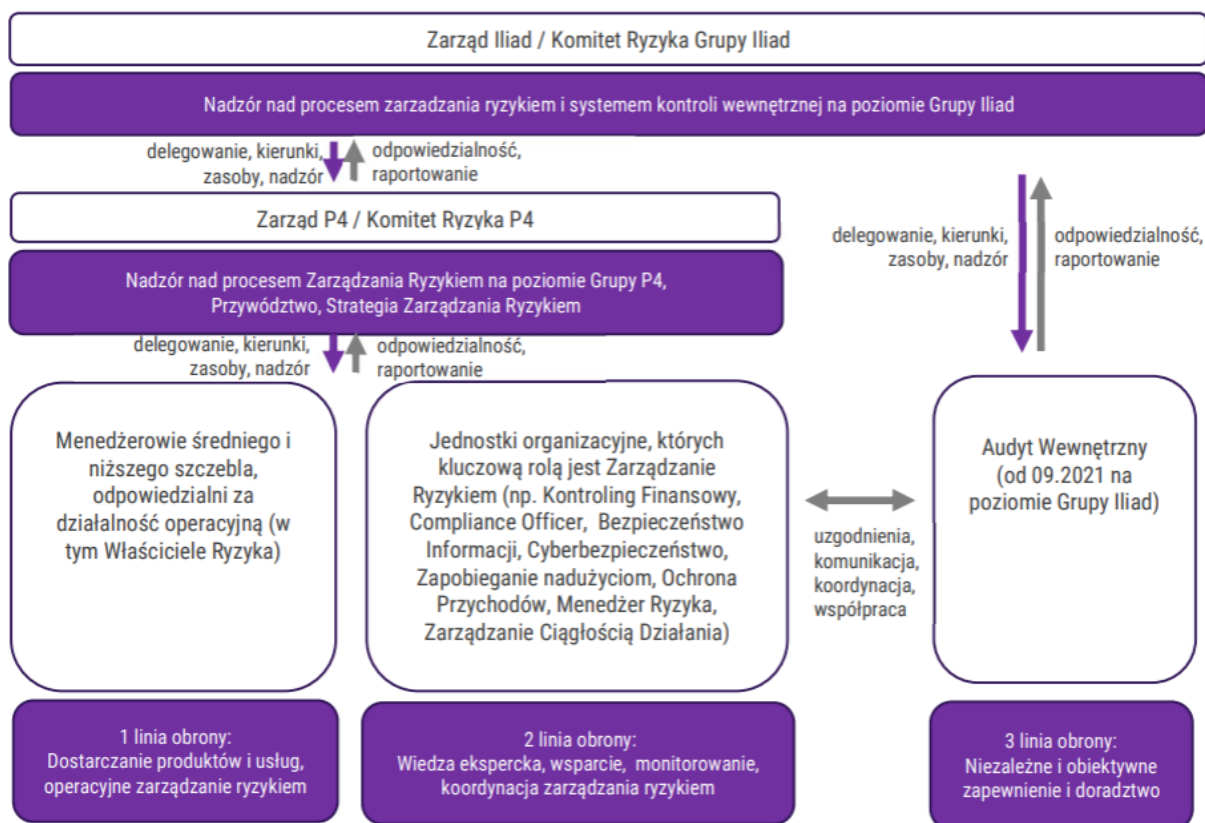 Zarząd Iliad / Komitet Ryzyka Grupy Iliad
Nadzór nad procesem zarzadzania ryzykiem i systemem kontroli wewnętrznej na poziomie Grupy Iliad
delegowanie, kierunki,
zasoby, nadzór
odpowiedzialność,
raportowanie
Zarząd P4 / Komitet Ryzyka P4
Nadzór nad procesem Zarządzania Ryzykiem na poziomie Grupy P4,
Przywództwo, Strategia Zarządzania Ryzykiem
delegowanie, kierunki,
zasoby, nadzór
odpowiedzialność,
raportowanie
delegowanie, kierunki,
zasoby, nadzór
odpowiedzialność,
raportowanie
Menedżerowie średniego i
niższego szczebla,
odpowiedzialni za
działalność operacyjną (w
tym Właściciele Ryzyka)
Jednostki organizacyjne, których
kluczową rolą jest Zarządzanie
Ryzykiem (np. Kontroling Finansowy,
Compliance Officer, Bezpieczeństwo
Informacji, Cyberbezpieczeństwo,
Zapobieganie nadużyciom, Ochrona
Przychodów, Menedżer Ryzyka,
Zarządzanie Ciągłością Działania)
uzgodnienia,
komunikacja,
koordynacja,
współpraca
Audyt Wewnętrzny
(od 09.2021 na
poziomie Grupy Iliad)
1 linia obrony:
Dostarczanie produktów i usług,
operacyjne zarządzanie ryzykiem
2 linia obrony:
Wiedza ekspercka, wsparcie, monitorowanie,
koordynacja zarządzania ryzykiem
3 linia obrony:
Niezależne i obiektywne
zapewnienie i doradztwo